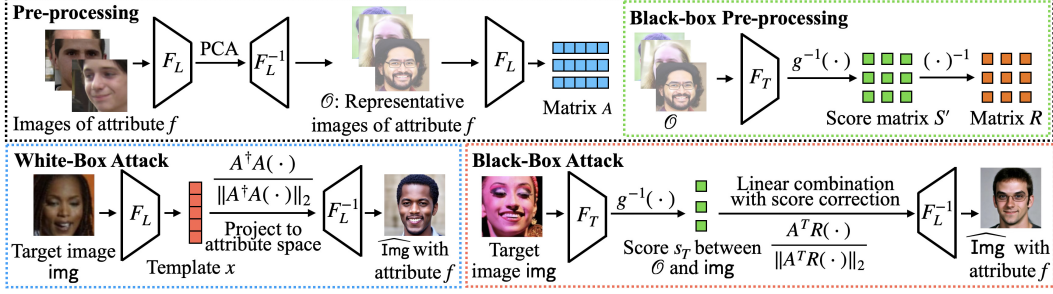 Pre-processing
F_L
PCA
F_L^{-1}
F_L
Images of attribute f
𝒪: Representative
images of attribute f
Matrix A
Black-box Pre-processing
F_T
g^{-1}(·)
(·)^{-1}
𝒪
Score matrix S′
Matrix R
White-Box Attack
F_L
A†A(·)
‖A†A(·)‖_2
F_L^{-1}
Project to
attribute space
Target image
img
Template x
\widehat{Img} with
attribute f
Black-Box Attack
F_T
g^{-1}(·)
Linear combination
with score correction
A^T R(·)
‖A^T R(·)‖_2
F_L^{-1}
Target
image img
Score s_T between
𝒪 and img
\widehat{Img} with
attribute f